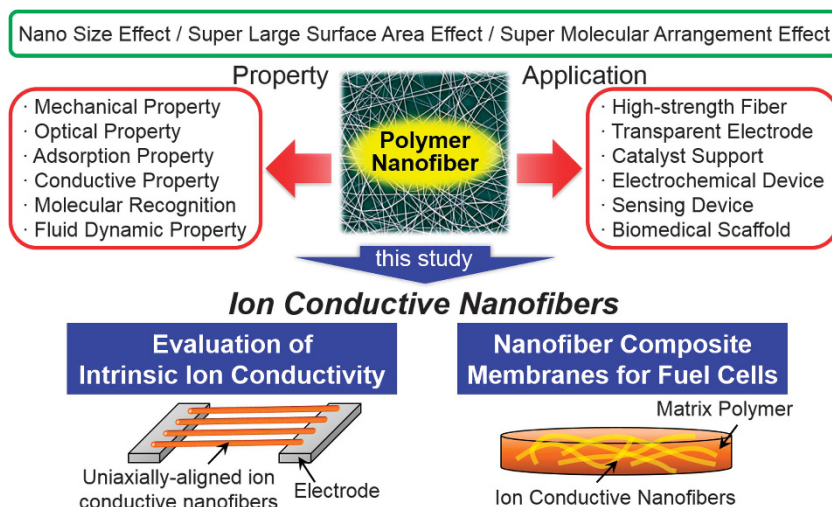 Nano Size Effect / Super Large Surface Area Effect / Super Molecular Arrangement Effect
Property
Application
· Mechanical Property
· Optical Property
· Adsorption Property
· Conductive Property
· Molecular Recognition
· Fluid Dynamic Property
Polymer
Nanofiber
· High-strength Fiber
· Transparent Electrode
· Catalyst Support
· Electrochemical Device
· Sensing Device
· Biomedical Scaffold
this study
Ion Conductive Nanofibers
Evaluation of
Intrinsic Ion Conductivity
Uniaxially-aligned ion
conductive nanofibers
Electrode
Nanofiber Composite
Membranes for Fuel Cells
Matrix Polymer
Ion Conductive Nanofibers